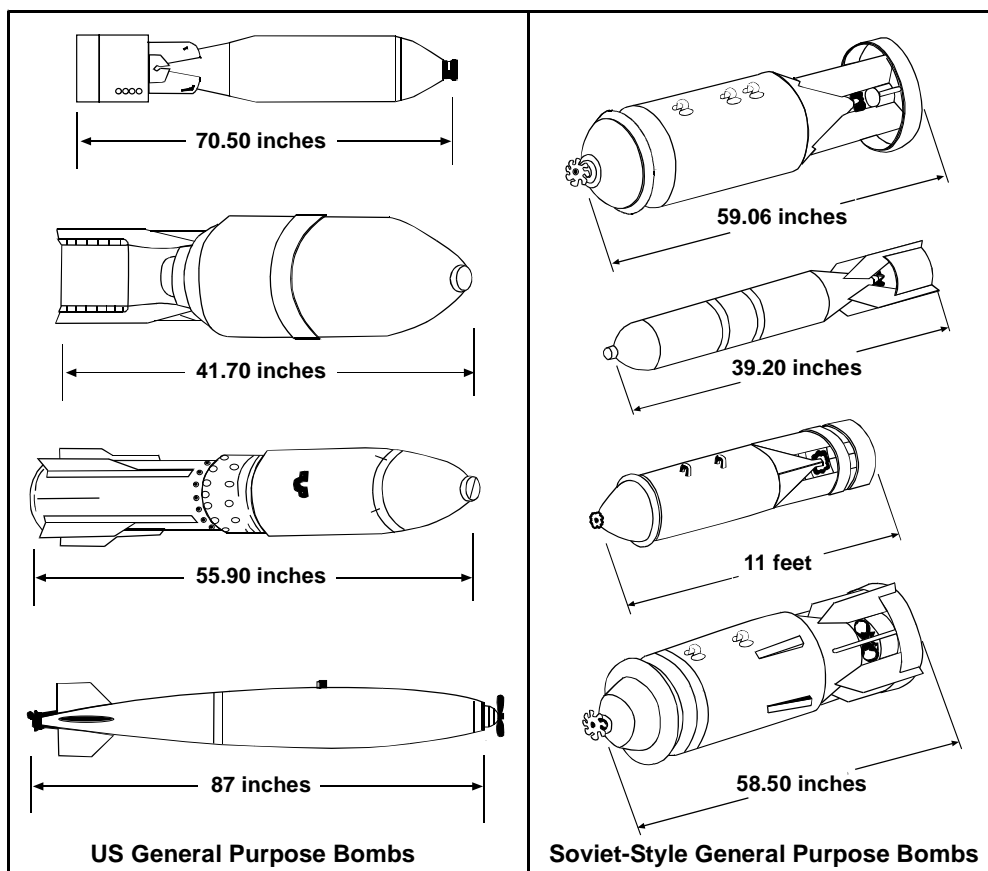 70.50 inches
41.70 inches
55.90 inches
87 inches
US General Purpose Bombs
59.06 inches
39.20 inches
11 feet
58.50 inches
Soviet-Style General Purpose Bombs